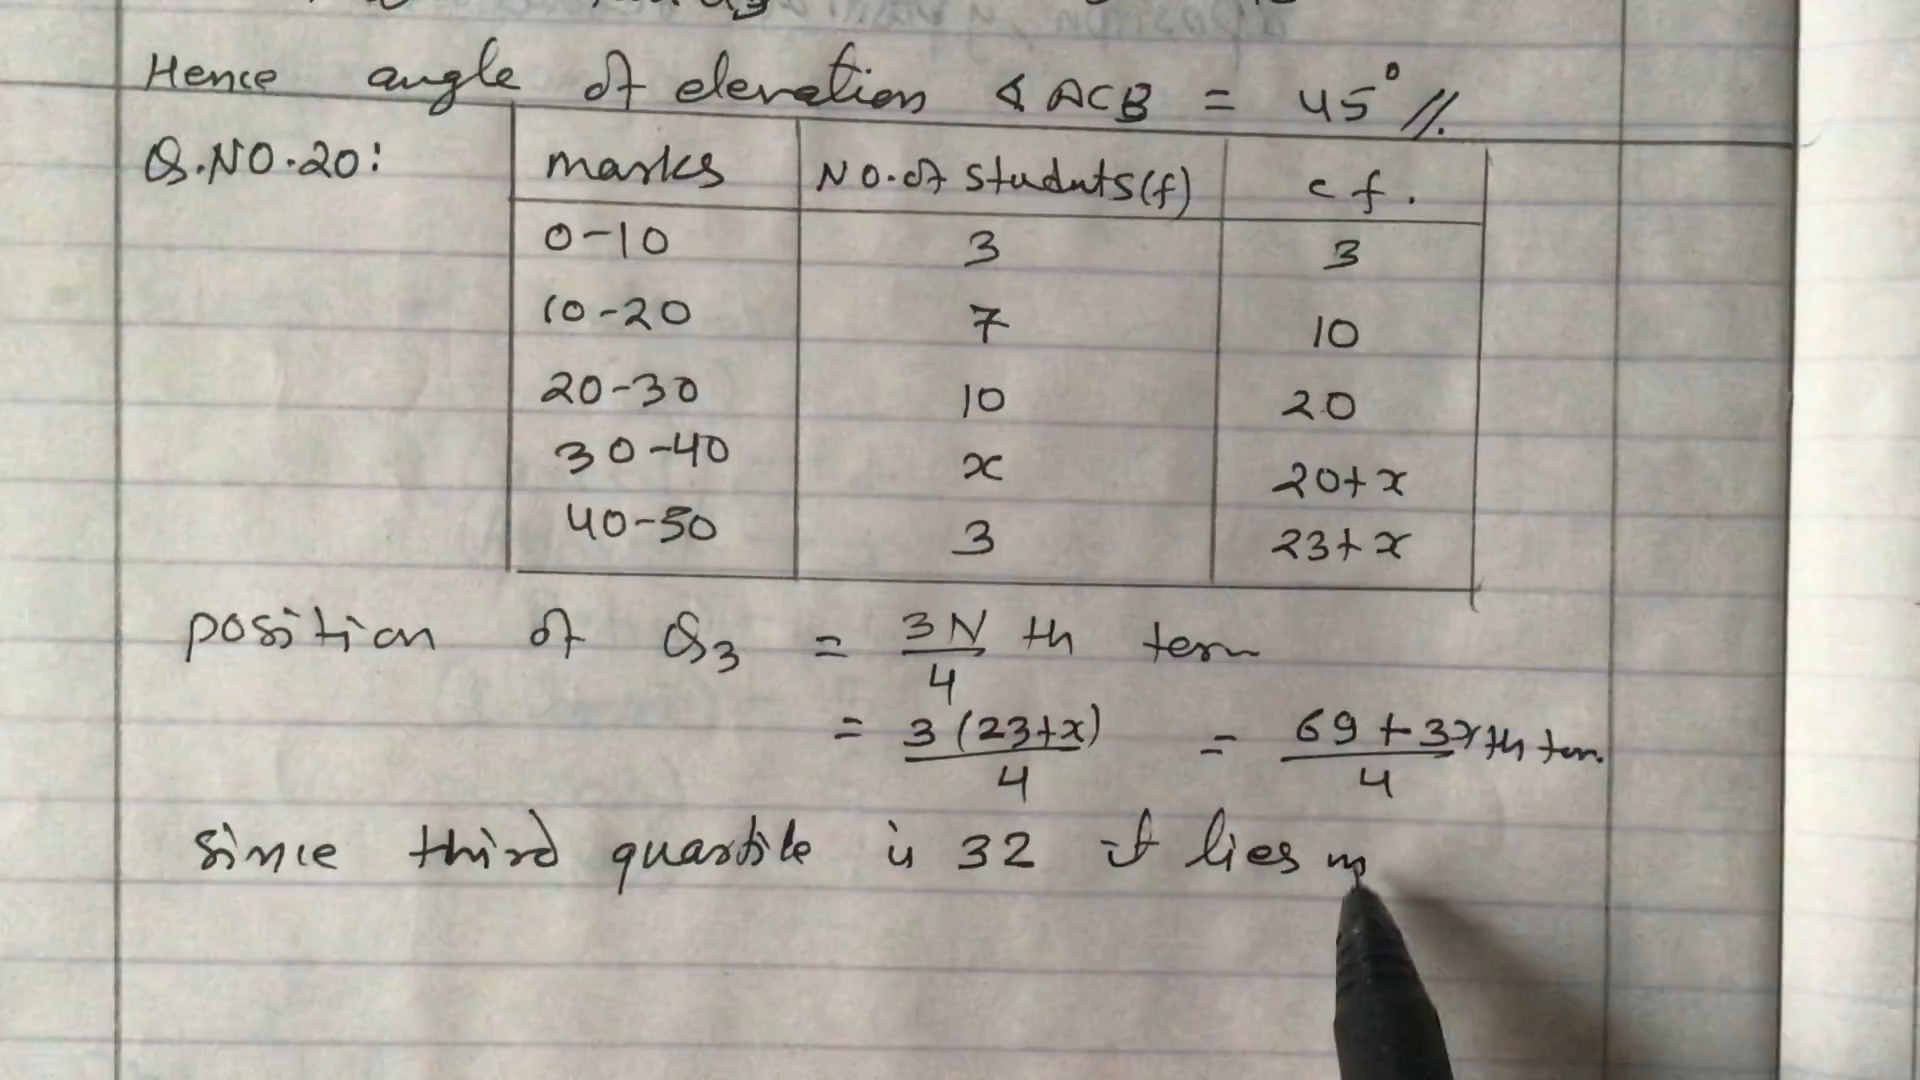 Hence angle of elevation ∡ ACB = 45° //.
Q.NO.20:
marks No. of students (f) c f .
0-10 3 3
10-20 7 10
20-30 10 20
30-40 x 20+x
40-50 3 23+x
position of Q3 = 3N/4 th term
= 3(23+x)/4 = 69+3x/4 th term.
since third quartile is 32 it lies in